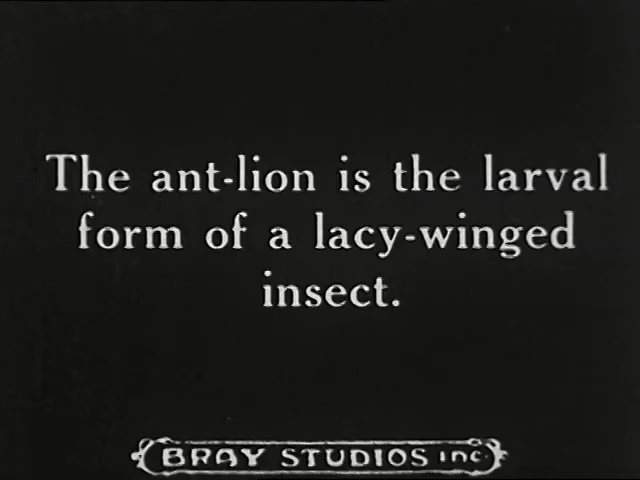 The ant-lion is the larval
form of a lacy-winged
insect.
BRAY STUDIOS INC